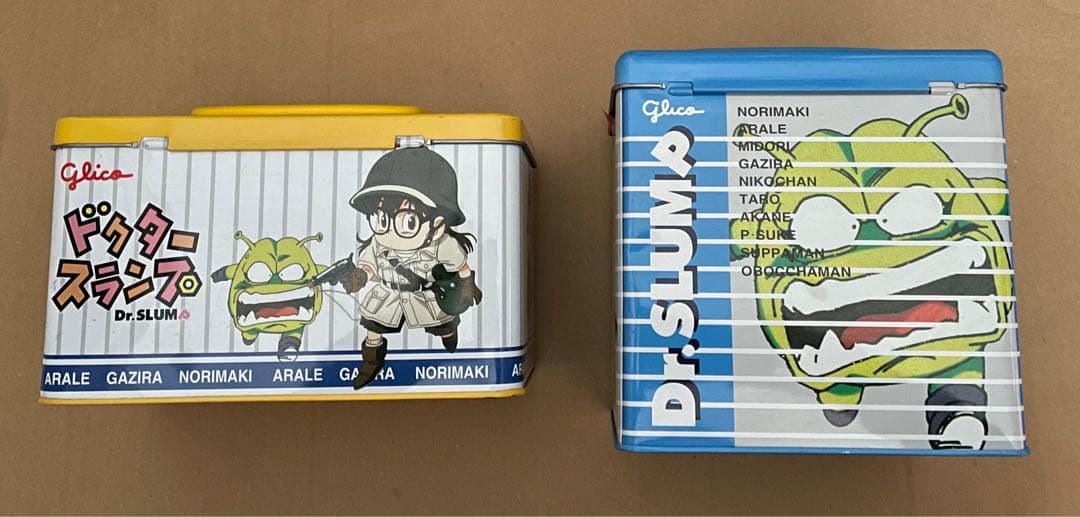 Glico
ドクター
スランプ
Dr.SLUMP
ARALE GAZIRA NORIMAKI ARALE GAZIRA NORIMAKI AR
Glico
Dr.SLUMP
NORIMAKI
ARALE
MIDORI
GAZIRA
NIKOCHAN
TARO
AKANE
P·SUKE
SUPPAMAN
OBOCCHAMAN